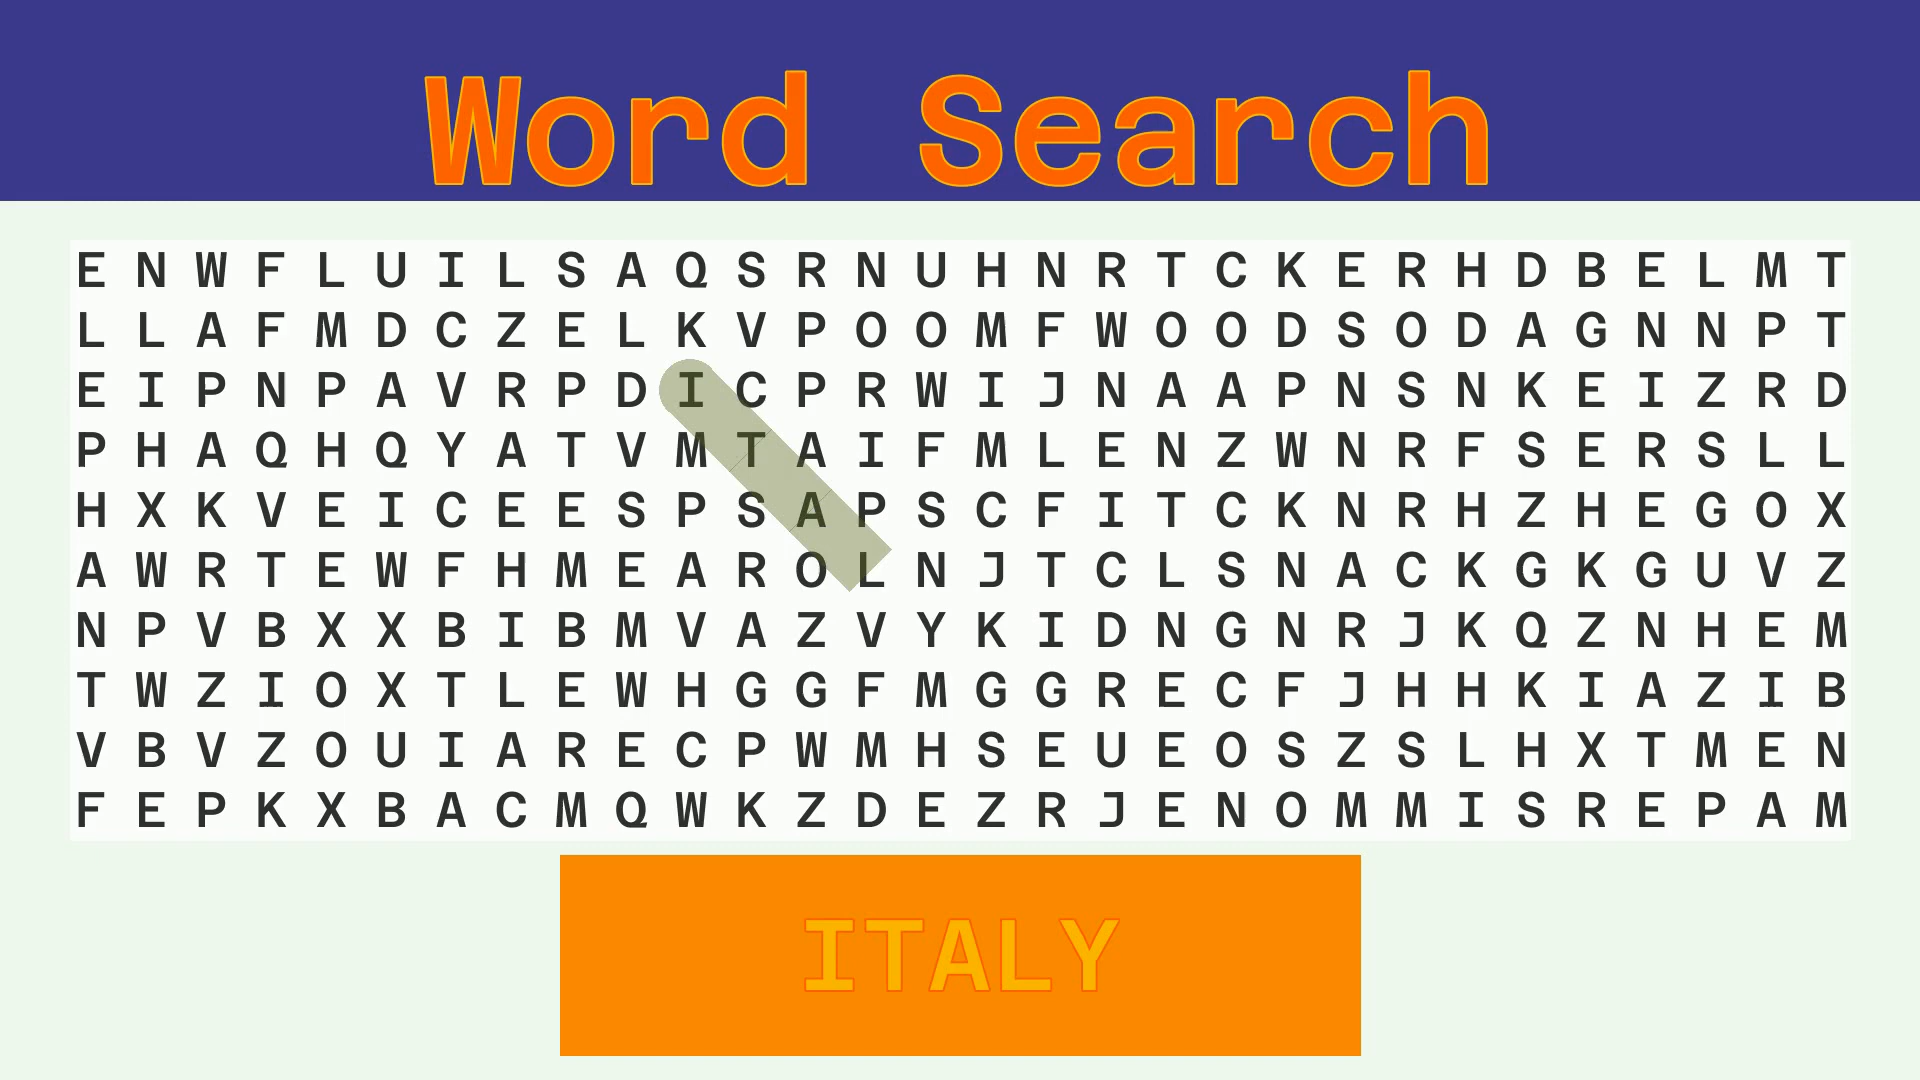 Word Search
E N W F L U I L S A Q S R N U H N R T C K E R H D B E L M T
L L A F M D C Z E L K V P O O M F W O O D S O D A G N N P T
E I P N P A V R P D I C P R W I J N A A P N S N K E I Z R D
P H A Q H Q Y A T V M T A I F M L E N Z W N R F S E R S L L
H X K V E I C E E S P S A P S C F I T C K N R H Z H E G O X
A W R T E W F H M E A R O L N J T C L S N A C K G K G U V Z
N P V B X X B I B M V A Z V Y K I D N G N R J K Q Z N H E M
T W Z I O X T L E W H G G F M G G R E C F J H H K I A Z I B
V B V Z O U I A R E C P W M H S E U E O S Z S L H X T M E N
F E P K X B A C M Q W K Z D E Z R J E N O M M I S R E P A M
ITALY